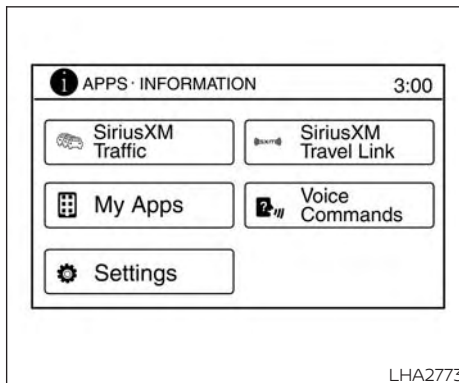 i APPS · INFORMATION 3:00
SiriusXM
Traffic
SiriusXM
Travel Link
My Apps
?
Voice
Commands
Settings
LHA2773